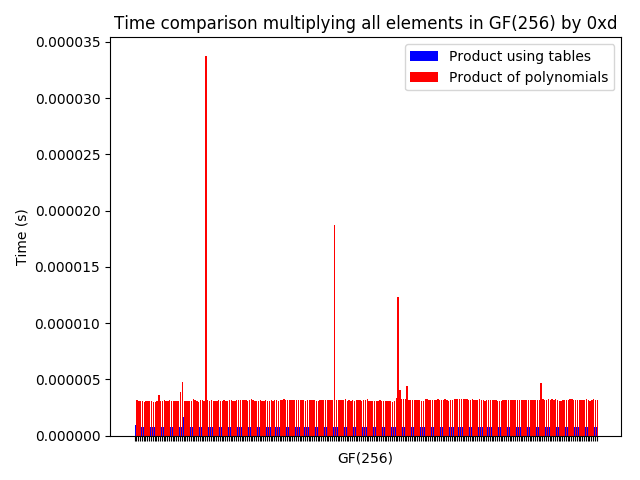 Time comparison multiplying all elements in GF(256) by 0xd
Product using tables
Product of polynomials
0.000035
0.000030
0.000025
0.000020
0.000015
0.000010
0.000005
0.000000
Time (s)
GF(256)